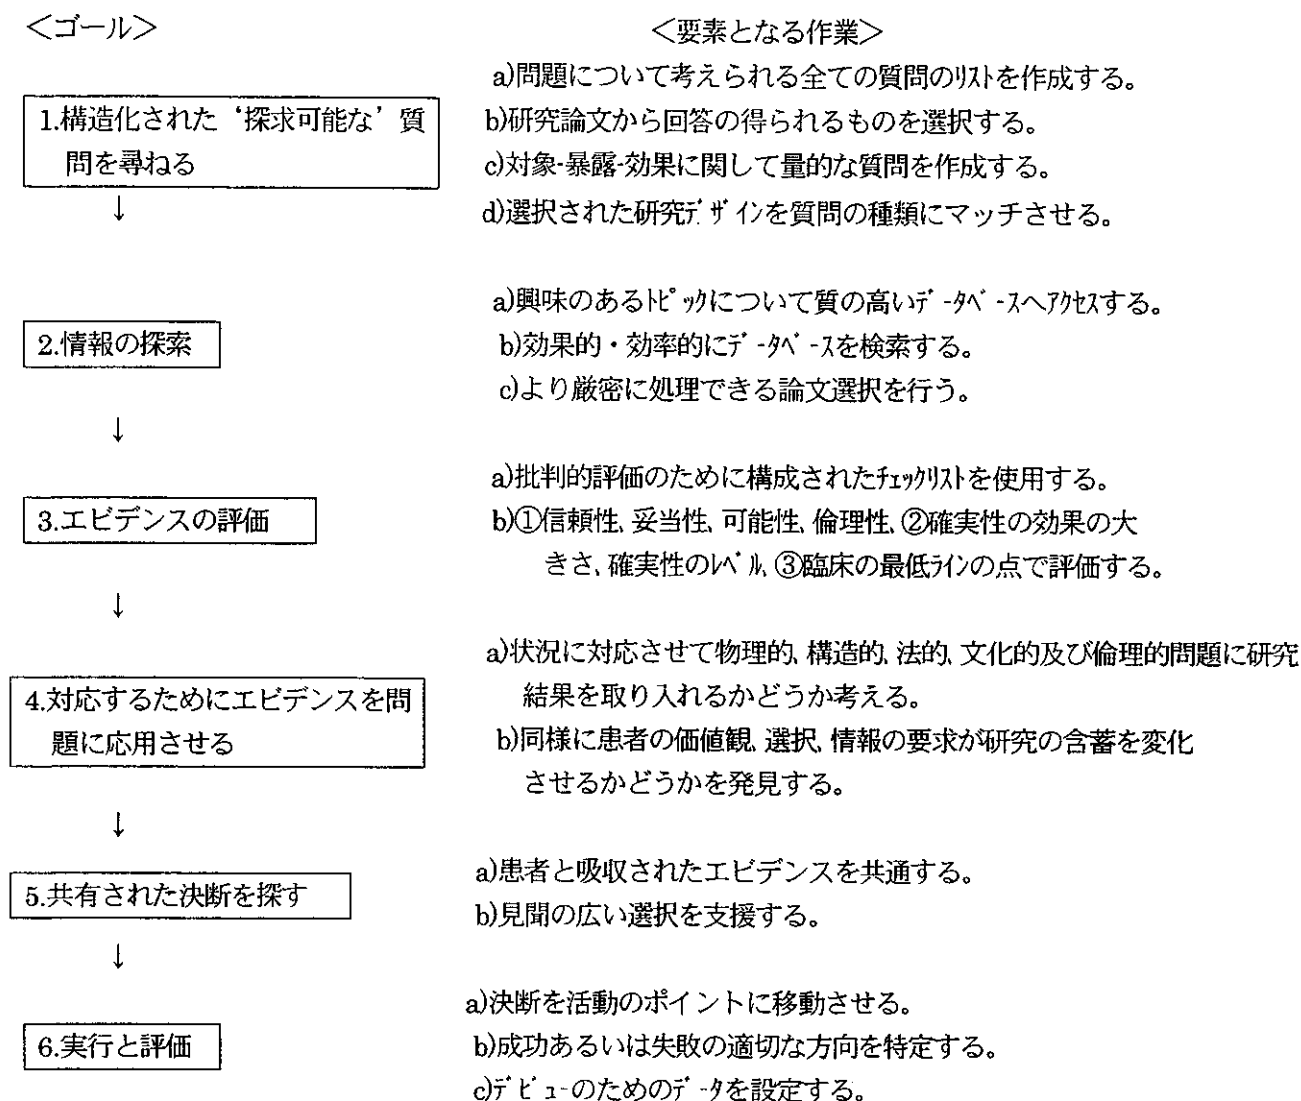 ＜ゴール＞
＜要素となる作業＞
a)問題について考えられる全ての質問のリストを作成する。
1.構造化された‘探求可能な’質
問を尋ねる
b)研究論文から回答の得られるものを選択する。
c)対象-暴露-効果に関して量的な質問を作成する。
↓
d)選択された研究デザインを質問の種類にマッチさせる。
a)興味のあるトピックについて質の高いデータベースへアクセスする。
2.情報の探索
b)効果的・効率的にデータベースを検索する。
c)より厳密に処理できる論文選択を行う。
↓
a)批判的評価のために構成されたチェックリストを使用する。
3.エビデンスの評価
b)①信頼性､妥当性､可能性､倫理性､②確実性の効果の大
きさ､確実性のレベル､③臨床の最低ラインの点で評価する。
↓
a)状況に対応させて物理的､構造的､法的､文化的及び倫理的問題に研究
結果を取り入れるかどうか考える。
4.対応するためにエビデンスを問
題に応用させる
b)同様に患者の価値観､選択､情報の要求が研究の含蓄を変化
させるかどうかを発見する。
↓
a)患者と吸収されたエビデンスを共通する。
5.共有された決断を探す
b)見聞の広い選択を支援する。
↓
a)決断を活動のポイントに移動させる。
6.実行と評価
b)成功あるいは失敗の適切な方向を特定する。
c)デビューのためのデータを設定する。